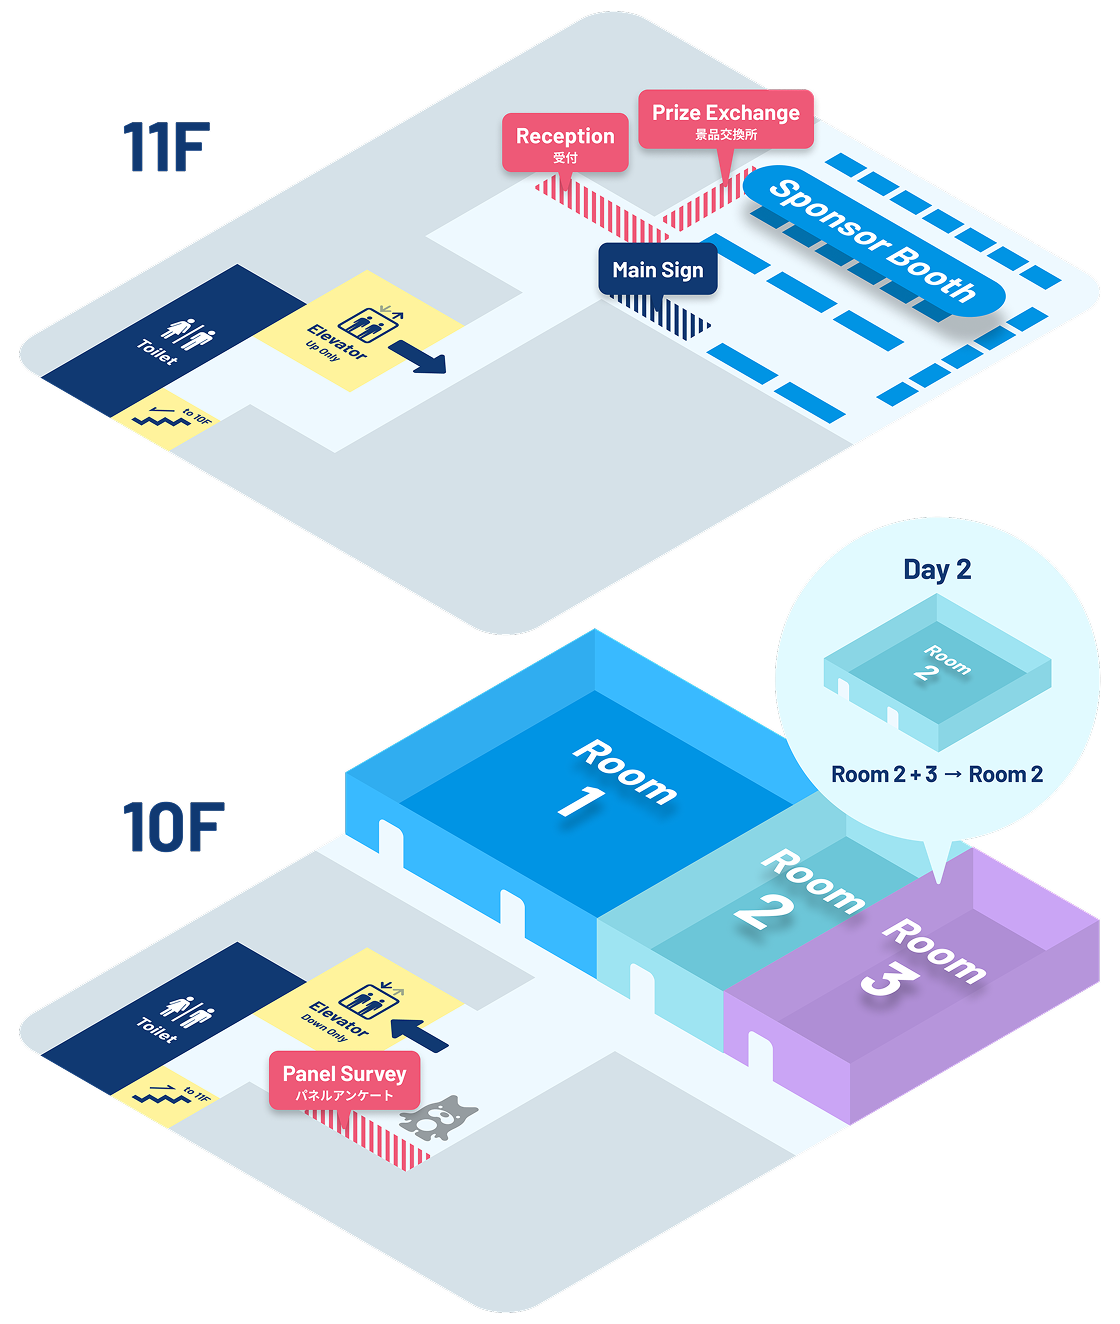 11F
Reception
受付
Prize Exchange
景品交換所
Sponsor Booth
Main Sign
Toilet
Elevator
Up Only
to 10F
Day 2
Room
2
Room 2 + 3 → Room 2
10F
Room
1
Room
2
Room
3
Toilet
Elevator
Down Only
to 11F
Panel Survey
パネルアンケート